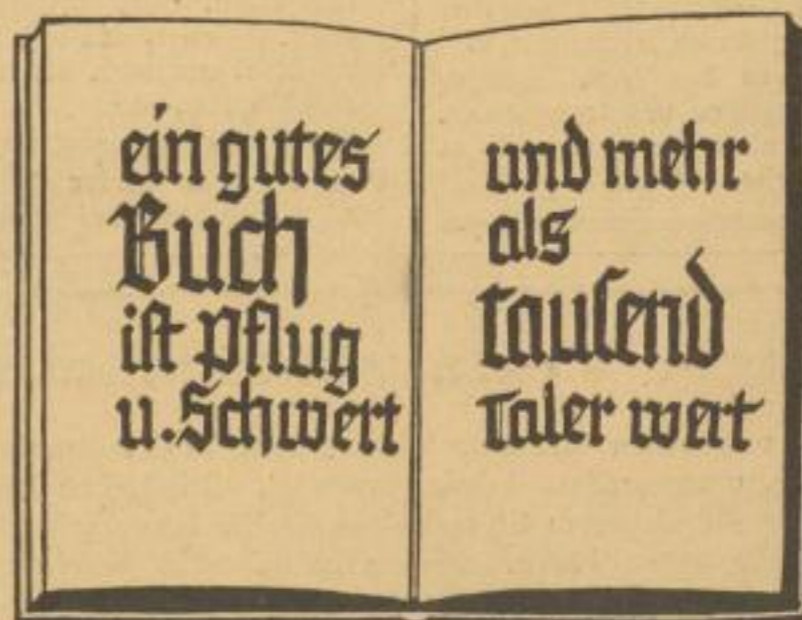 ein gutes
Buch
iſt Pflug
u. Schwert
und mehr
als
tauſend
Taler wert